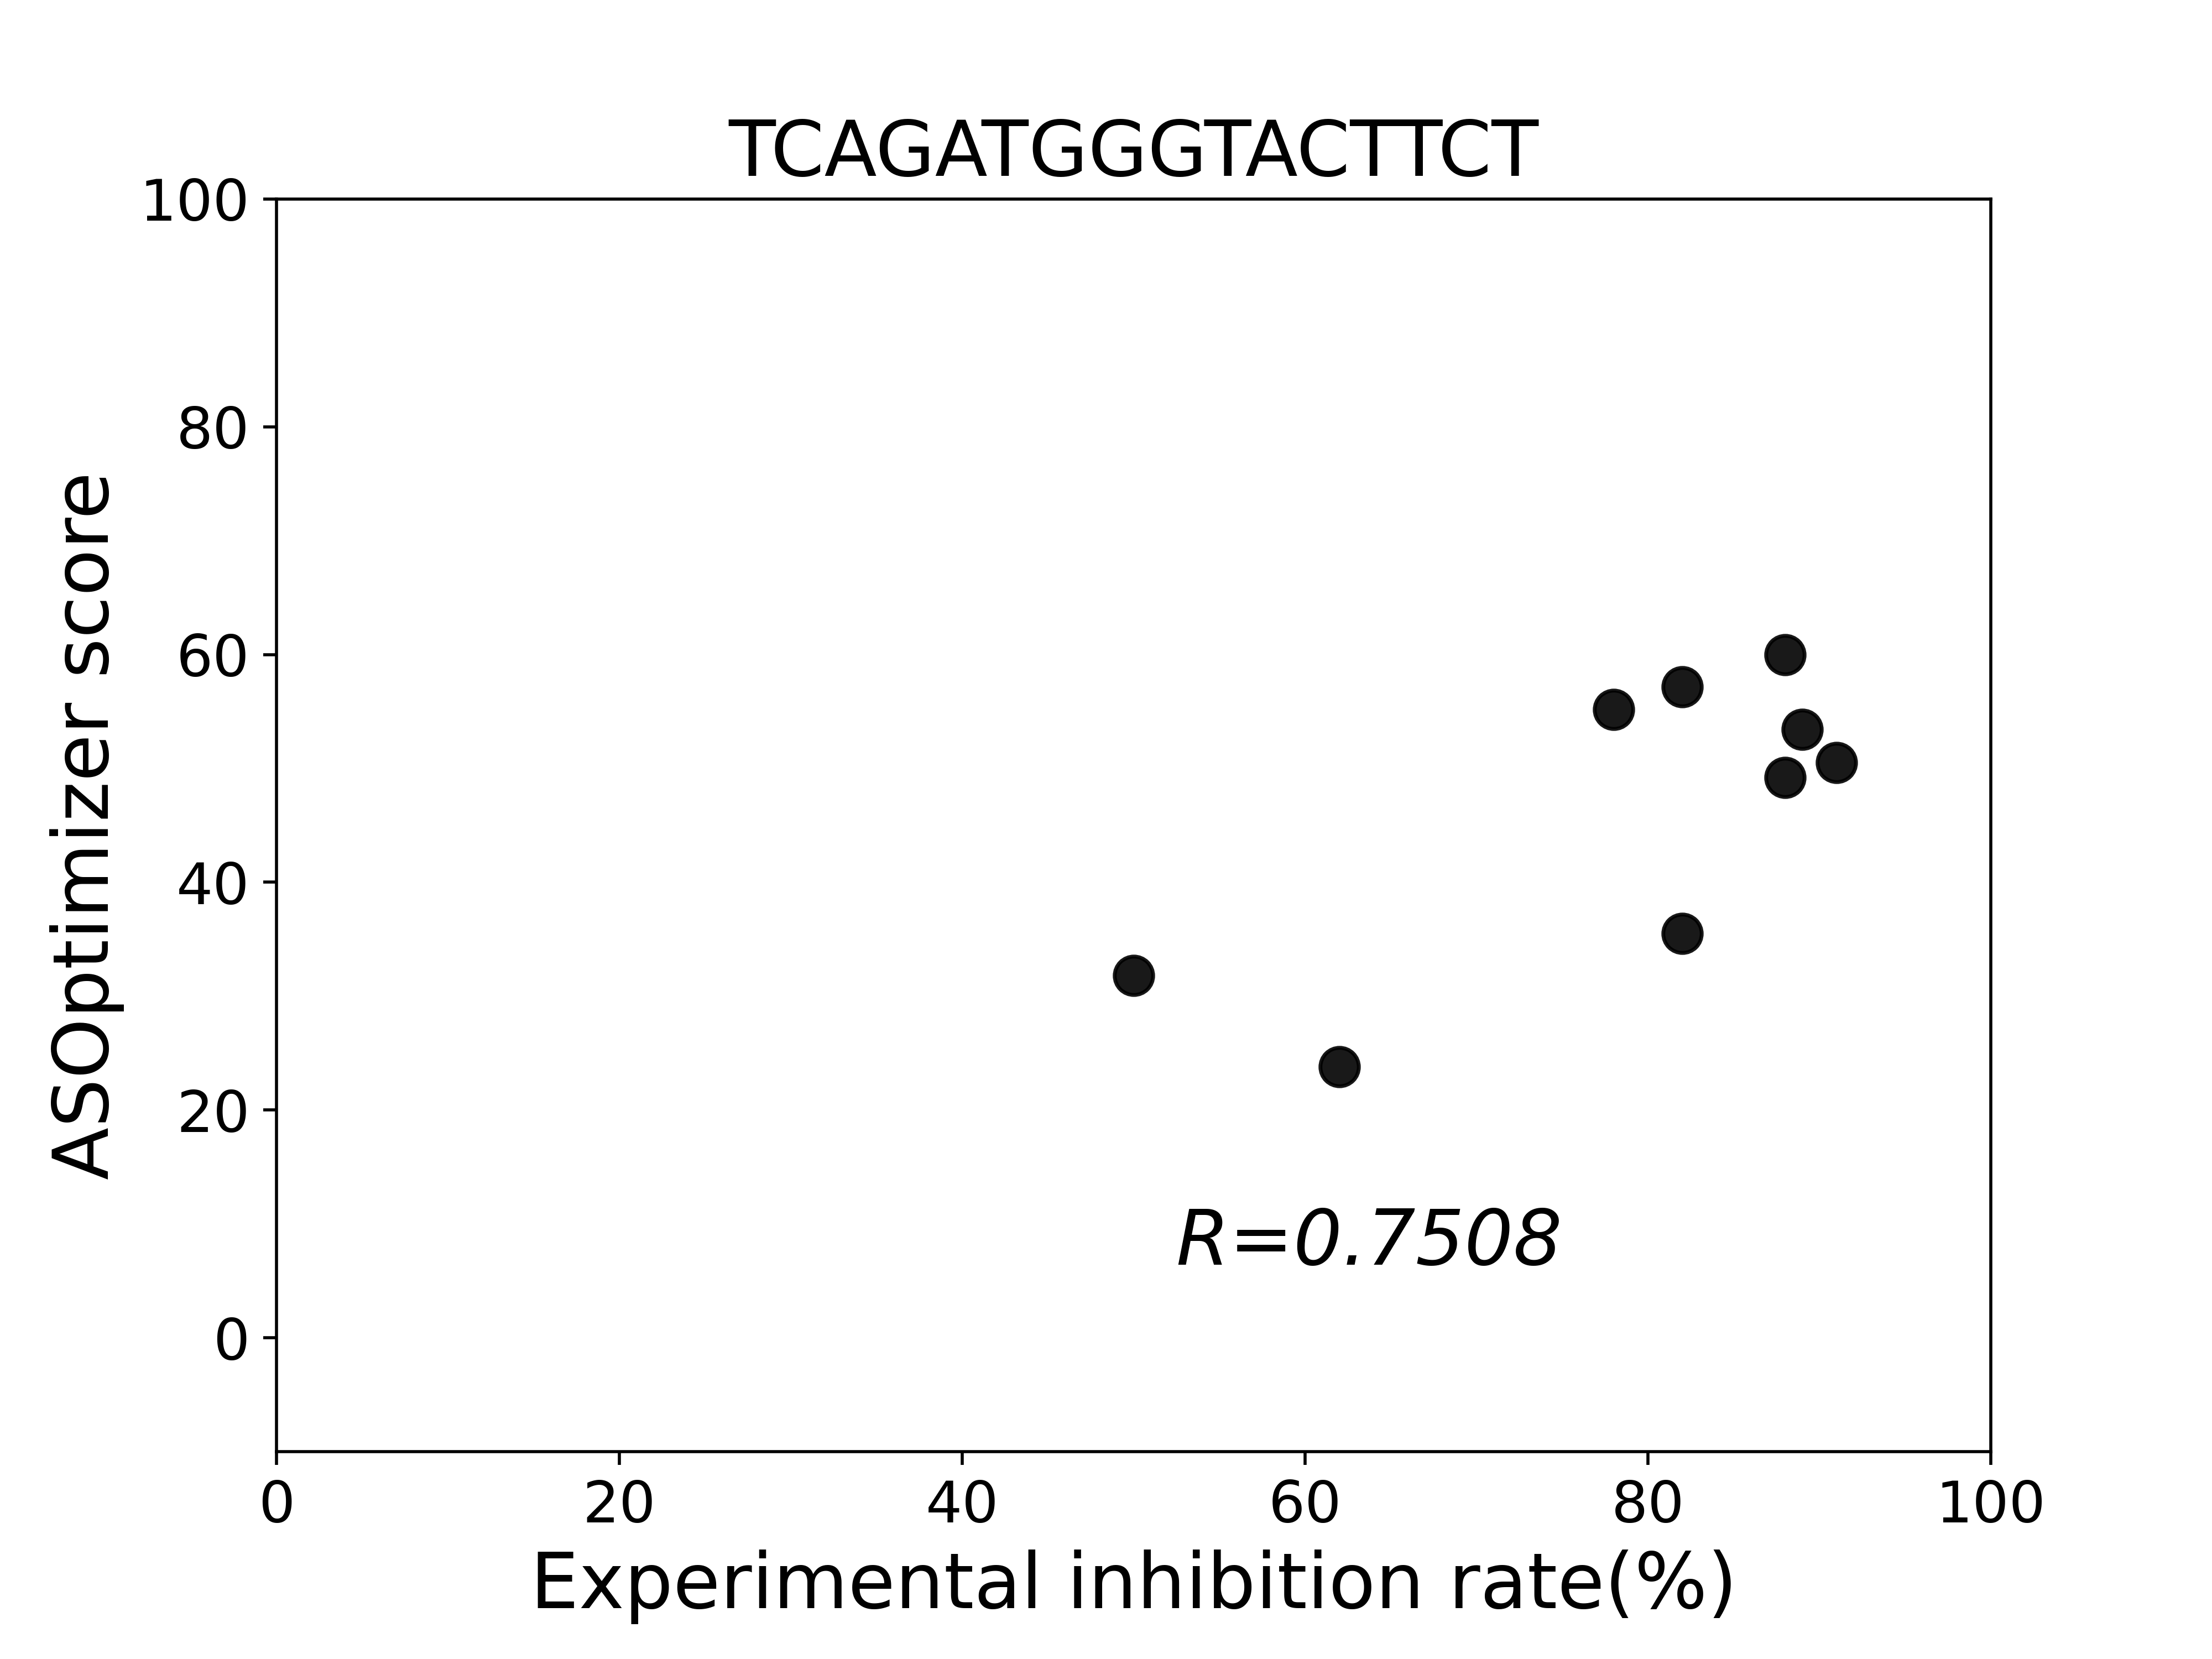 TCAGATGGGTACTTCT
100
80
60
40
20
0
ASOptimizer score
R=0.7508
0 20 40 60 80 100
Experimental inhibition rate(%)